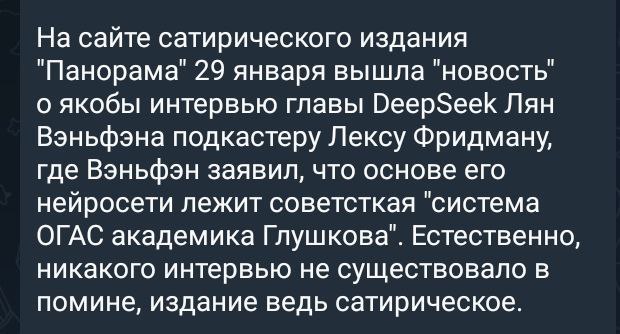 На сайте сатирического издания
"Панорама" 29 января вышла "новость"
о якобы интервью главы DeepSeek Лян
Вэньфэна подкастеру Лексу Фридману,
где Вэньфэн заявил, что основе его
нейросети лежит советсткая "система
ОГАС академика Глушкова". Естественно,
никакого интервью не существовало в
помине, издание ведь сатирическое.